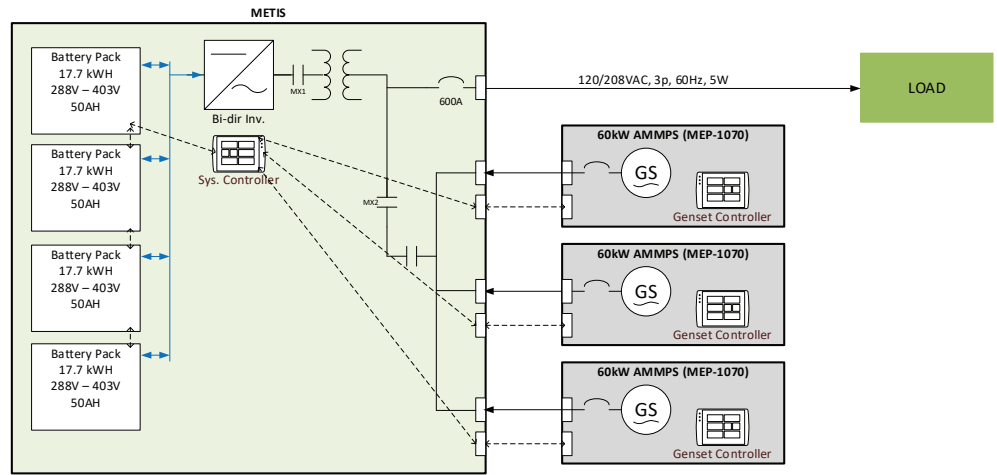 METIS
Battery Pack
17.7 kWH
288V – 403V
50AH
Battery Pack
17.7 kWH
288V – 403V
50AH
Battery Pack
17.7 kWH
288V – 403V
50AH
Battery Pack
17.7 kWH
288V – 403V
50AH
Bi-dir Inv.
MX1
Sys. Controller
MX2
600A
120/208VAC, 3p, 60Hz, 5W
LOAD
60kW AMMPS (MEP-1070)
GS
Genset Controller
60kW AMMPS (MEP-1070)
GS
Genset Controller
60kW AMMPS (MEP-1070)
GS
Genset Controller